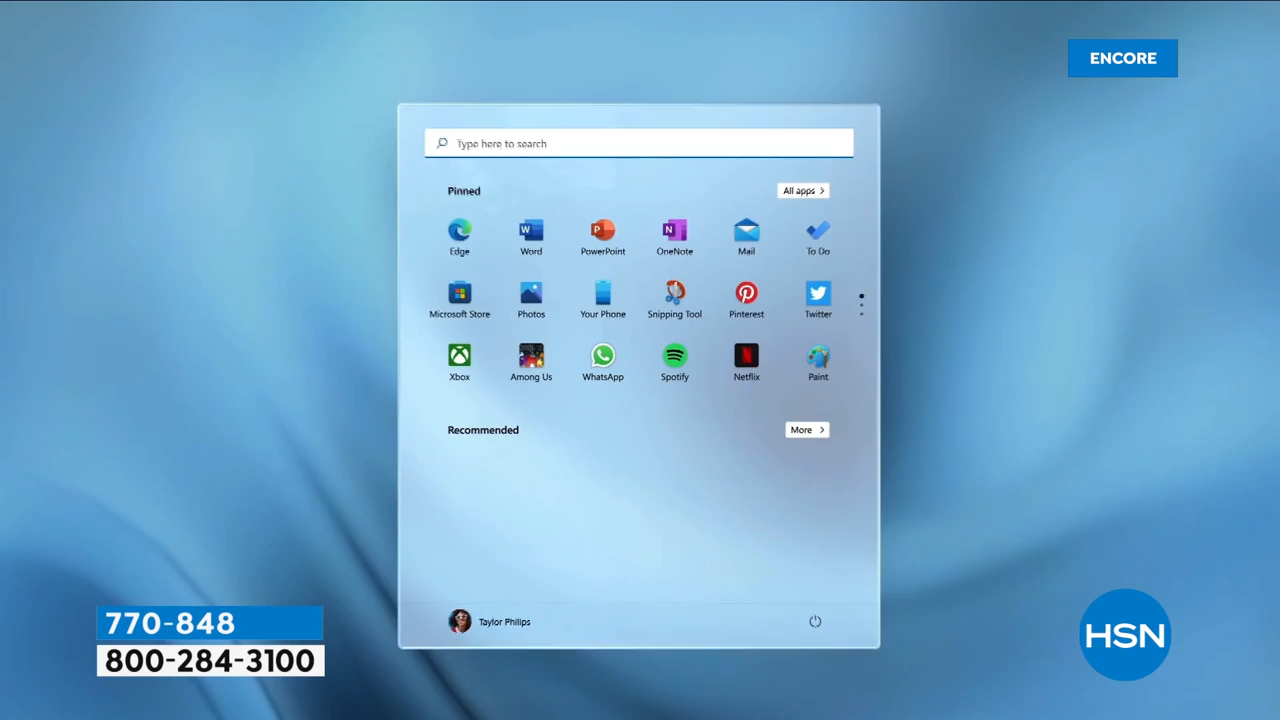 ENCORE
Type here to search
Pinned
All apps
Edge
Word
PowerPoint
OneNote
Mail
To Do
Microsoft Store
Photos
Your Phone
Snipping Tool
Pinterest
Twitter
Xbox
Among Us
WhatsApp
Spotify
Netflix
Paint
Recommended
More
Taylor Philips
770-848
800-284-3100
HSN